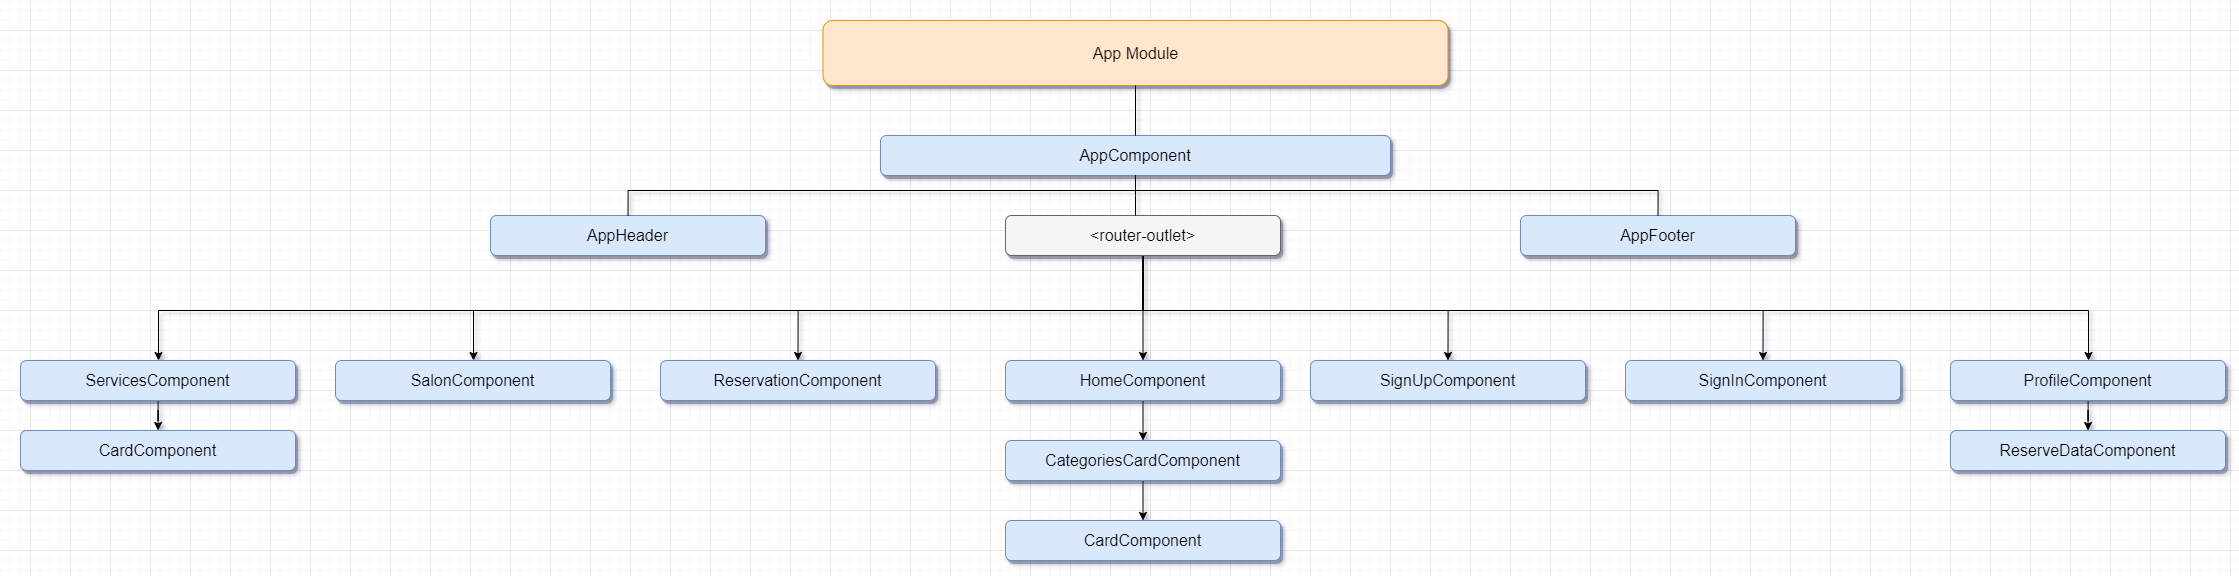 App Module
AppComponent
AppHeader
<router-outlet>
AppFooter
ServicesComponent
SalonComponent
ReservationComponent
HomeComponent
SignUpComponent
SignInComponent
ProfileComponent
CardComponent
CategoriesCardComponent
ReserveDataComponent
CardComponent